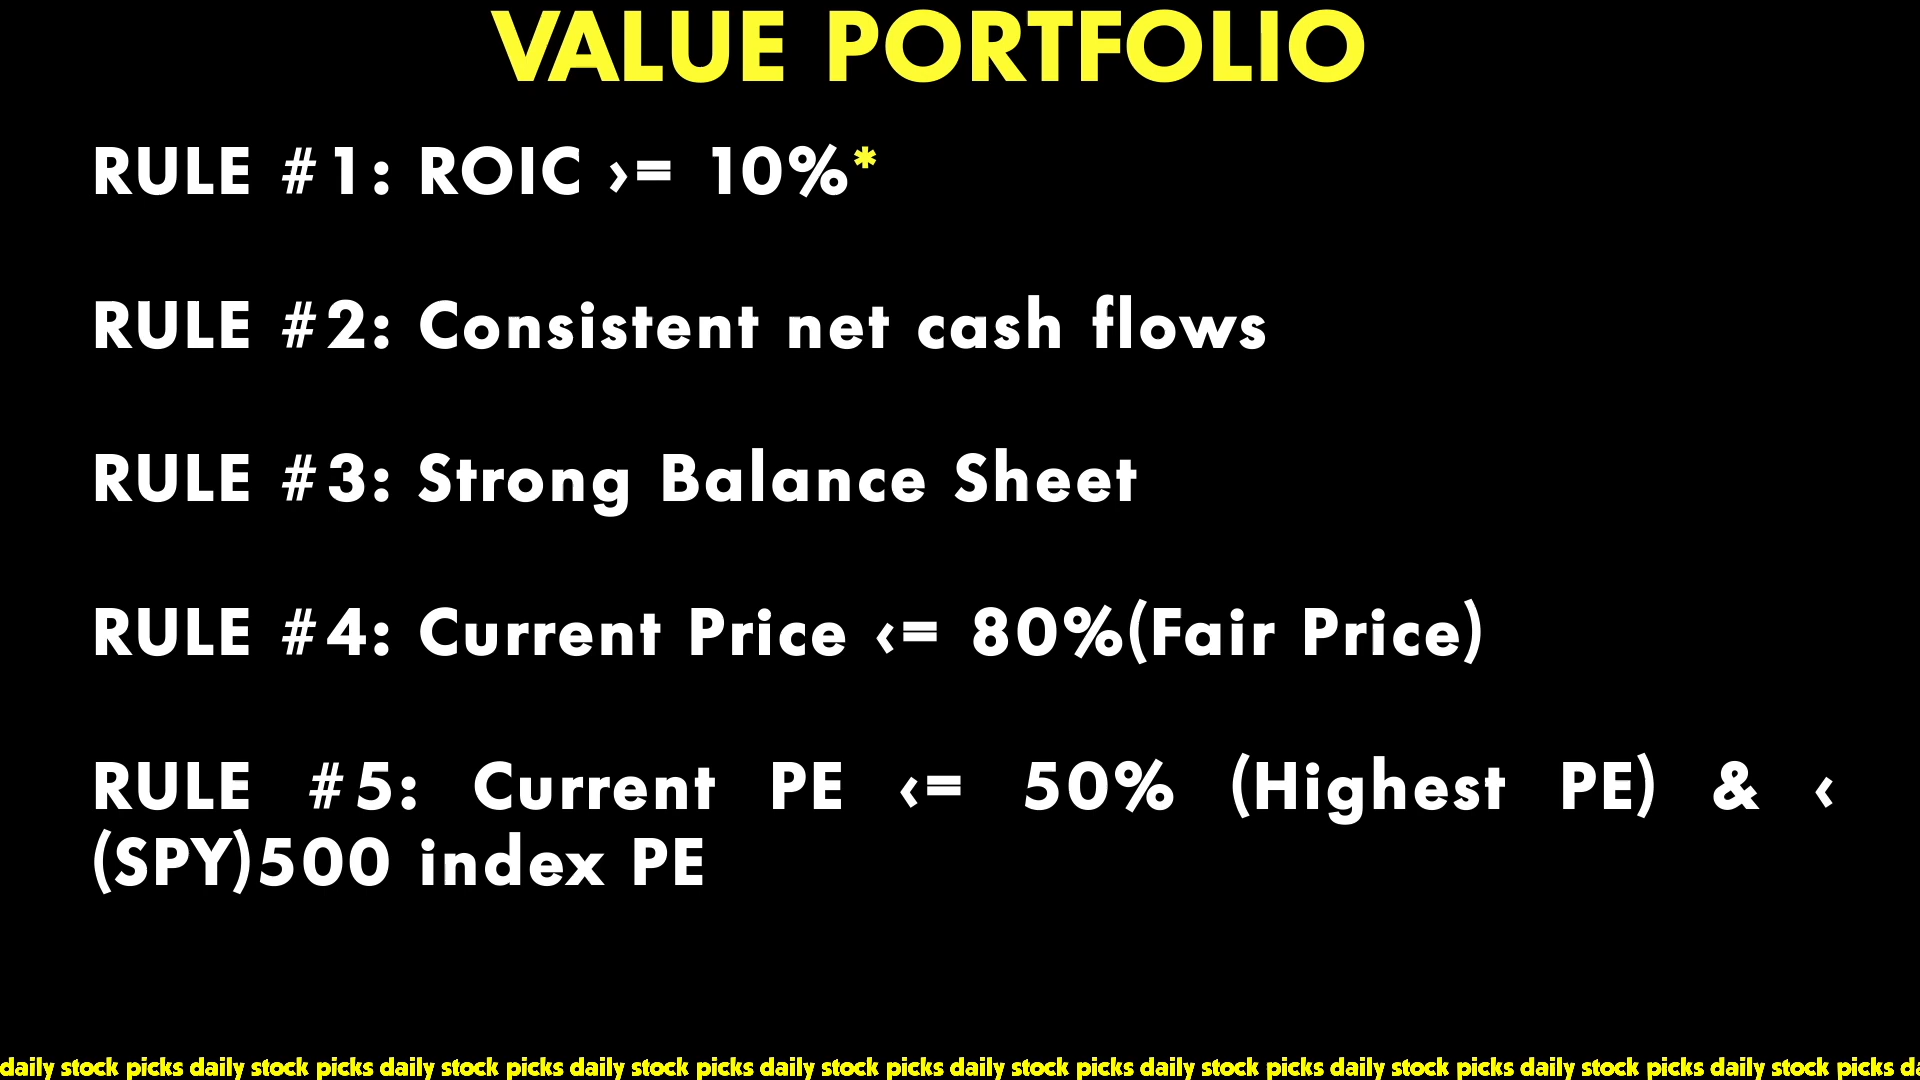 VALUE PORTFOLIO
RULE #1: ROIC >= 10%*
RULE #2: Consistent net cash flows
RULE #3: Strong Balance Sheet
RULE #4: Current Price <= 80%(Fair Price)
RULE #5: Current PE <= 50% (Highest PE) & <
(SPY)500 index PE
daily stock picks daily stock picks daily stock picks daily stock picks daily stock picks daily stock picks daily stock picks daily stock picks daily stock picks daily stock picks da